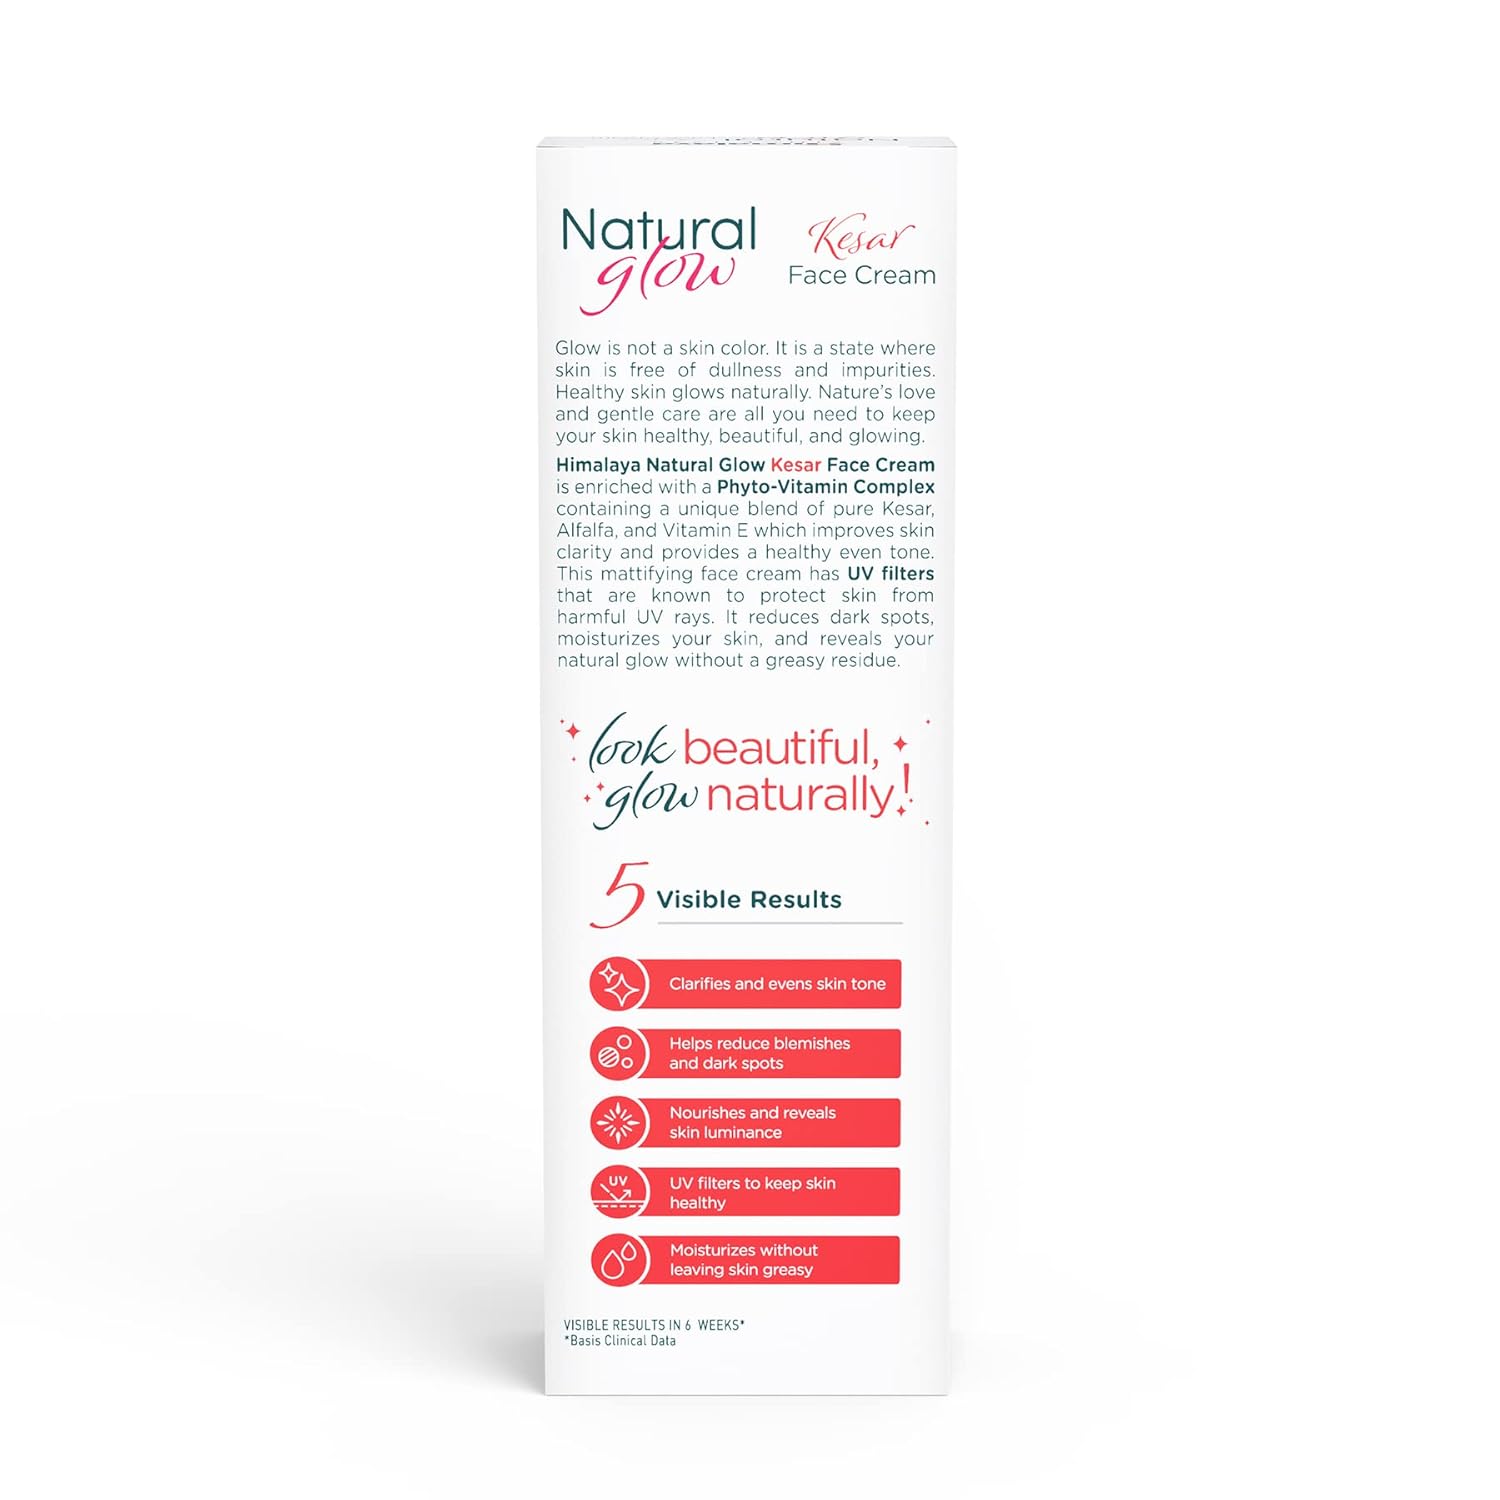 Natural
glow
Kesar
Face Cream
Glow is not a skin color. It is a state where
skin is free of dullness and impurities.
Healthy skin glows naturally. Nature's love
and gentle care are all you need to keep
your skin healthy, beautiful, and glowing.
Himalaya Natural Glow Kesar Face Cream
is enriched with a Phyto-Vitamin Complex
containing a unique blend of pure Kesar,
Alfalfa, and Vitamin E which improves skin
clarity and provides a healthy even tone.
This mattifying face cream has UV filters
that are known to protect skin from
harmful UV rays. It reduces dark spots,
moisturizes your skin, and reveals your
natural glow without a greasy residue.
look beautiful,
glow naturally!
5 Visible Results
Clarifies and evens skin tone
Helps reduce blemishes
and dark spots
Nourishes and reveals
skin luminance
UV
UV filters to keep skin
healthy
Moisturizes without
leaving skin greasy
VISIBLE RESULTS IN 6 WEEKS*
*Basis Clinical Data